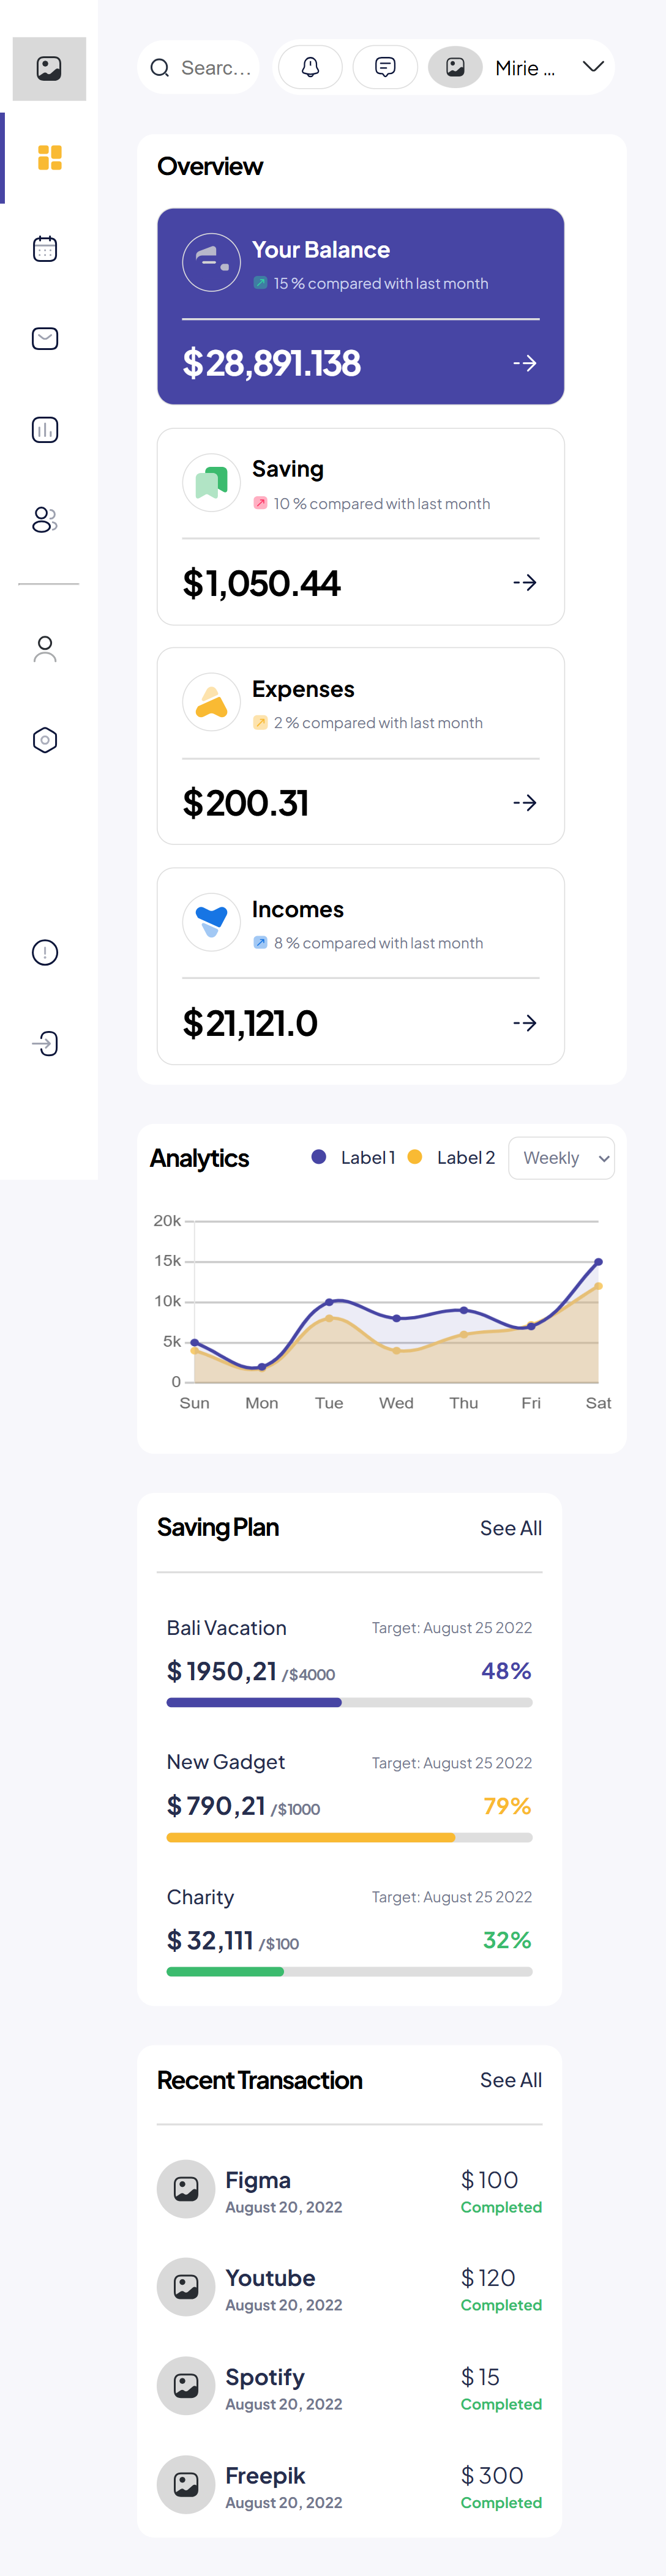 Searc... Mirie ...
Overview
Your Balance
15 % compared with last month
$28,891.138
Saving
10 % compared with last month
$1,050.44
Expenses
2 % compared with last month
$200.31
Incomes
8 % compared with last month
$21,121.0
Analytics Label 1 Label 2 Weekly
20k
15k
10k
5k
0
Sun Mon Tue Wed Thu Fri Sat
Saving Plan See All
Bali Vacation Target: August 25 2022
$ 1950,21 /$4000 48%
New Gadget Target: August 25 2022
$ 790,21 /$1000 79%
Charity Target: August 25 2022
$ 32,111 /$100 32%
Recent Transaction See All
Figma $ 100
August 20, 2022 Completed
Youtube $ 120
August 20, 2022 Completed
Spotify $ 15
August 20, 2022 Completed
Freepik $ 300
August 20, 2022 Completed